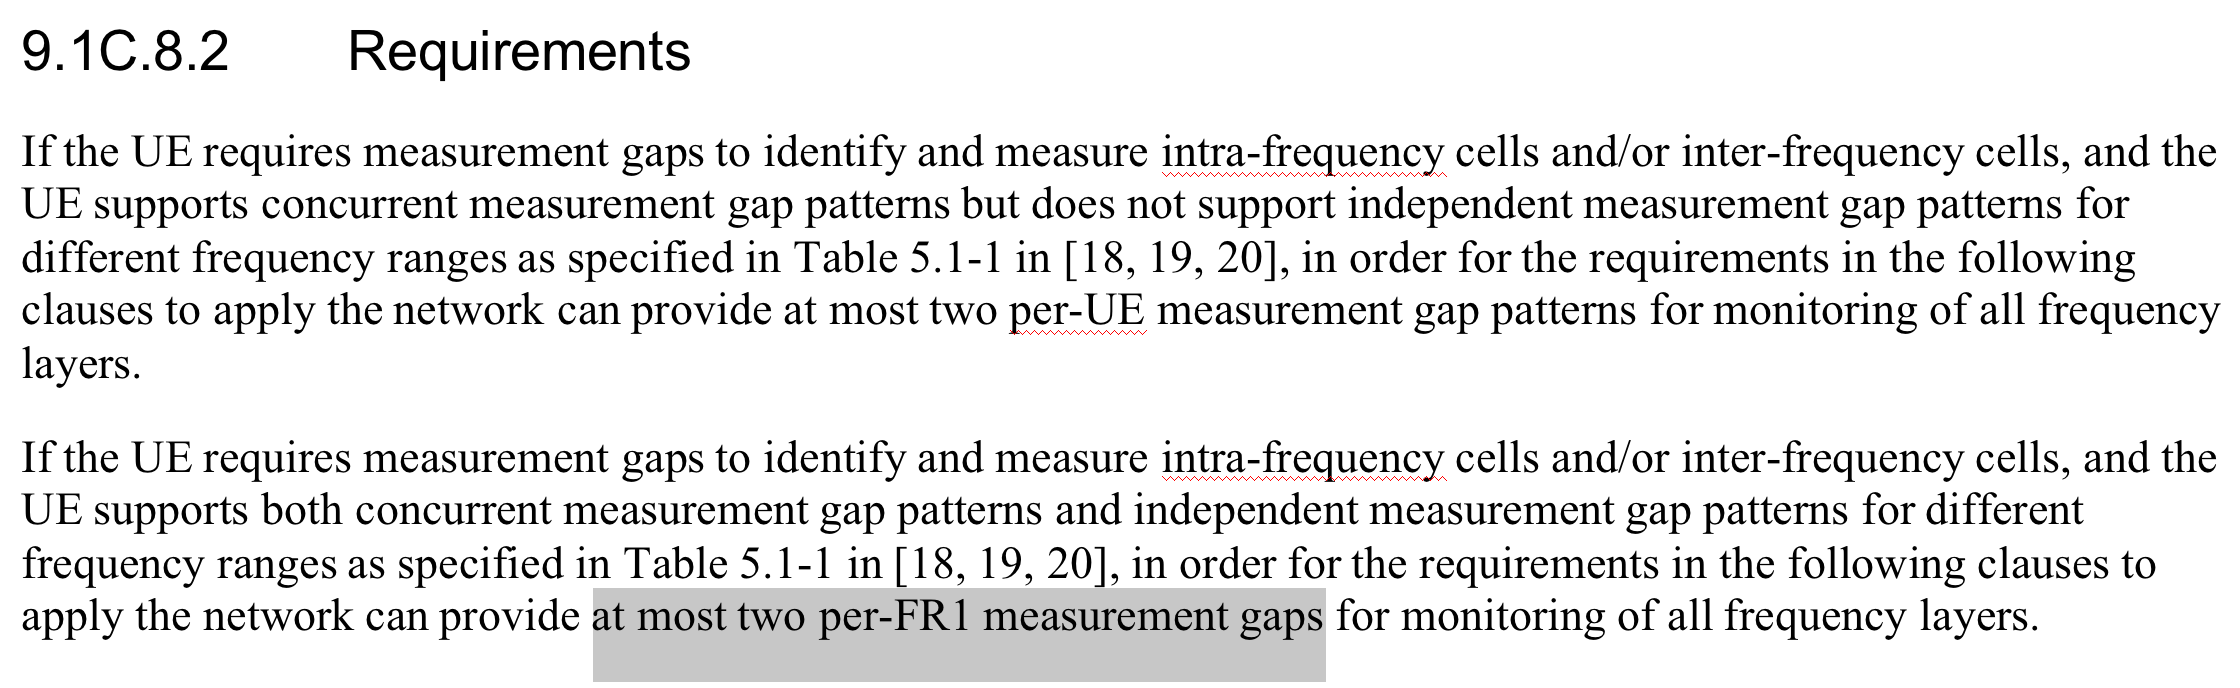 9.1C.8.2 Requirements
If the UE requires measurement gaps to identify and measure intra-frequency cells and/or inter-frequency cells, and the
UE supports concurrent measurement gap patterns but does not support independent measurement gap patterns for
different frequency ranges as specified in Table 5.1-1 in [18, 19, 20], in order for the requirements in the following
clauses to apply the network can provide at most two per-UE measurement gap patterns for monitoring of all frequency
layers.
If the UE requires measurement gaps to identify and measure intra-frequency cells and/or inter-frequency cells, and the
UE supports both concurrent measurement gap patterns and independent measurement gap patterns for different
frequency ranges as specified in Table 5.1-1 in [18, 19, 20], in order for the requirements in the following clauses to
apply the network can provide at most two per-FR1 measurement gaps for monitoring of all frequency layers.